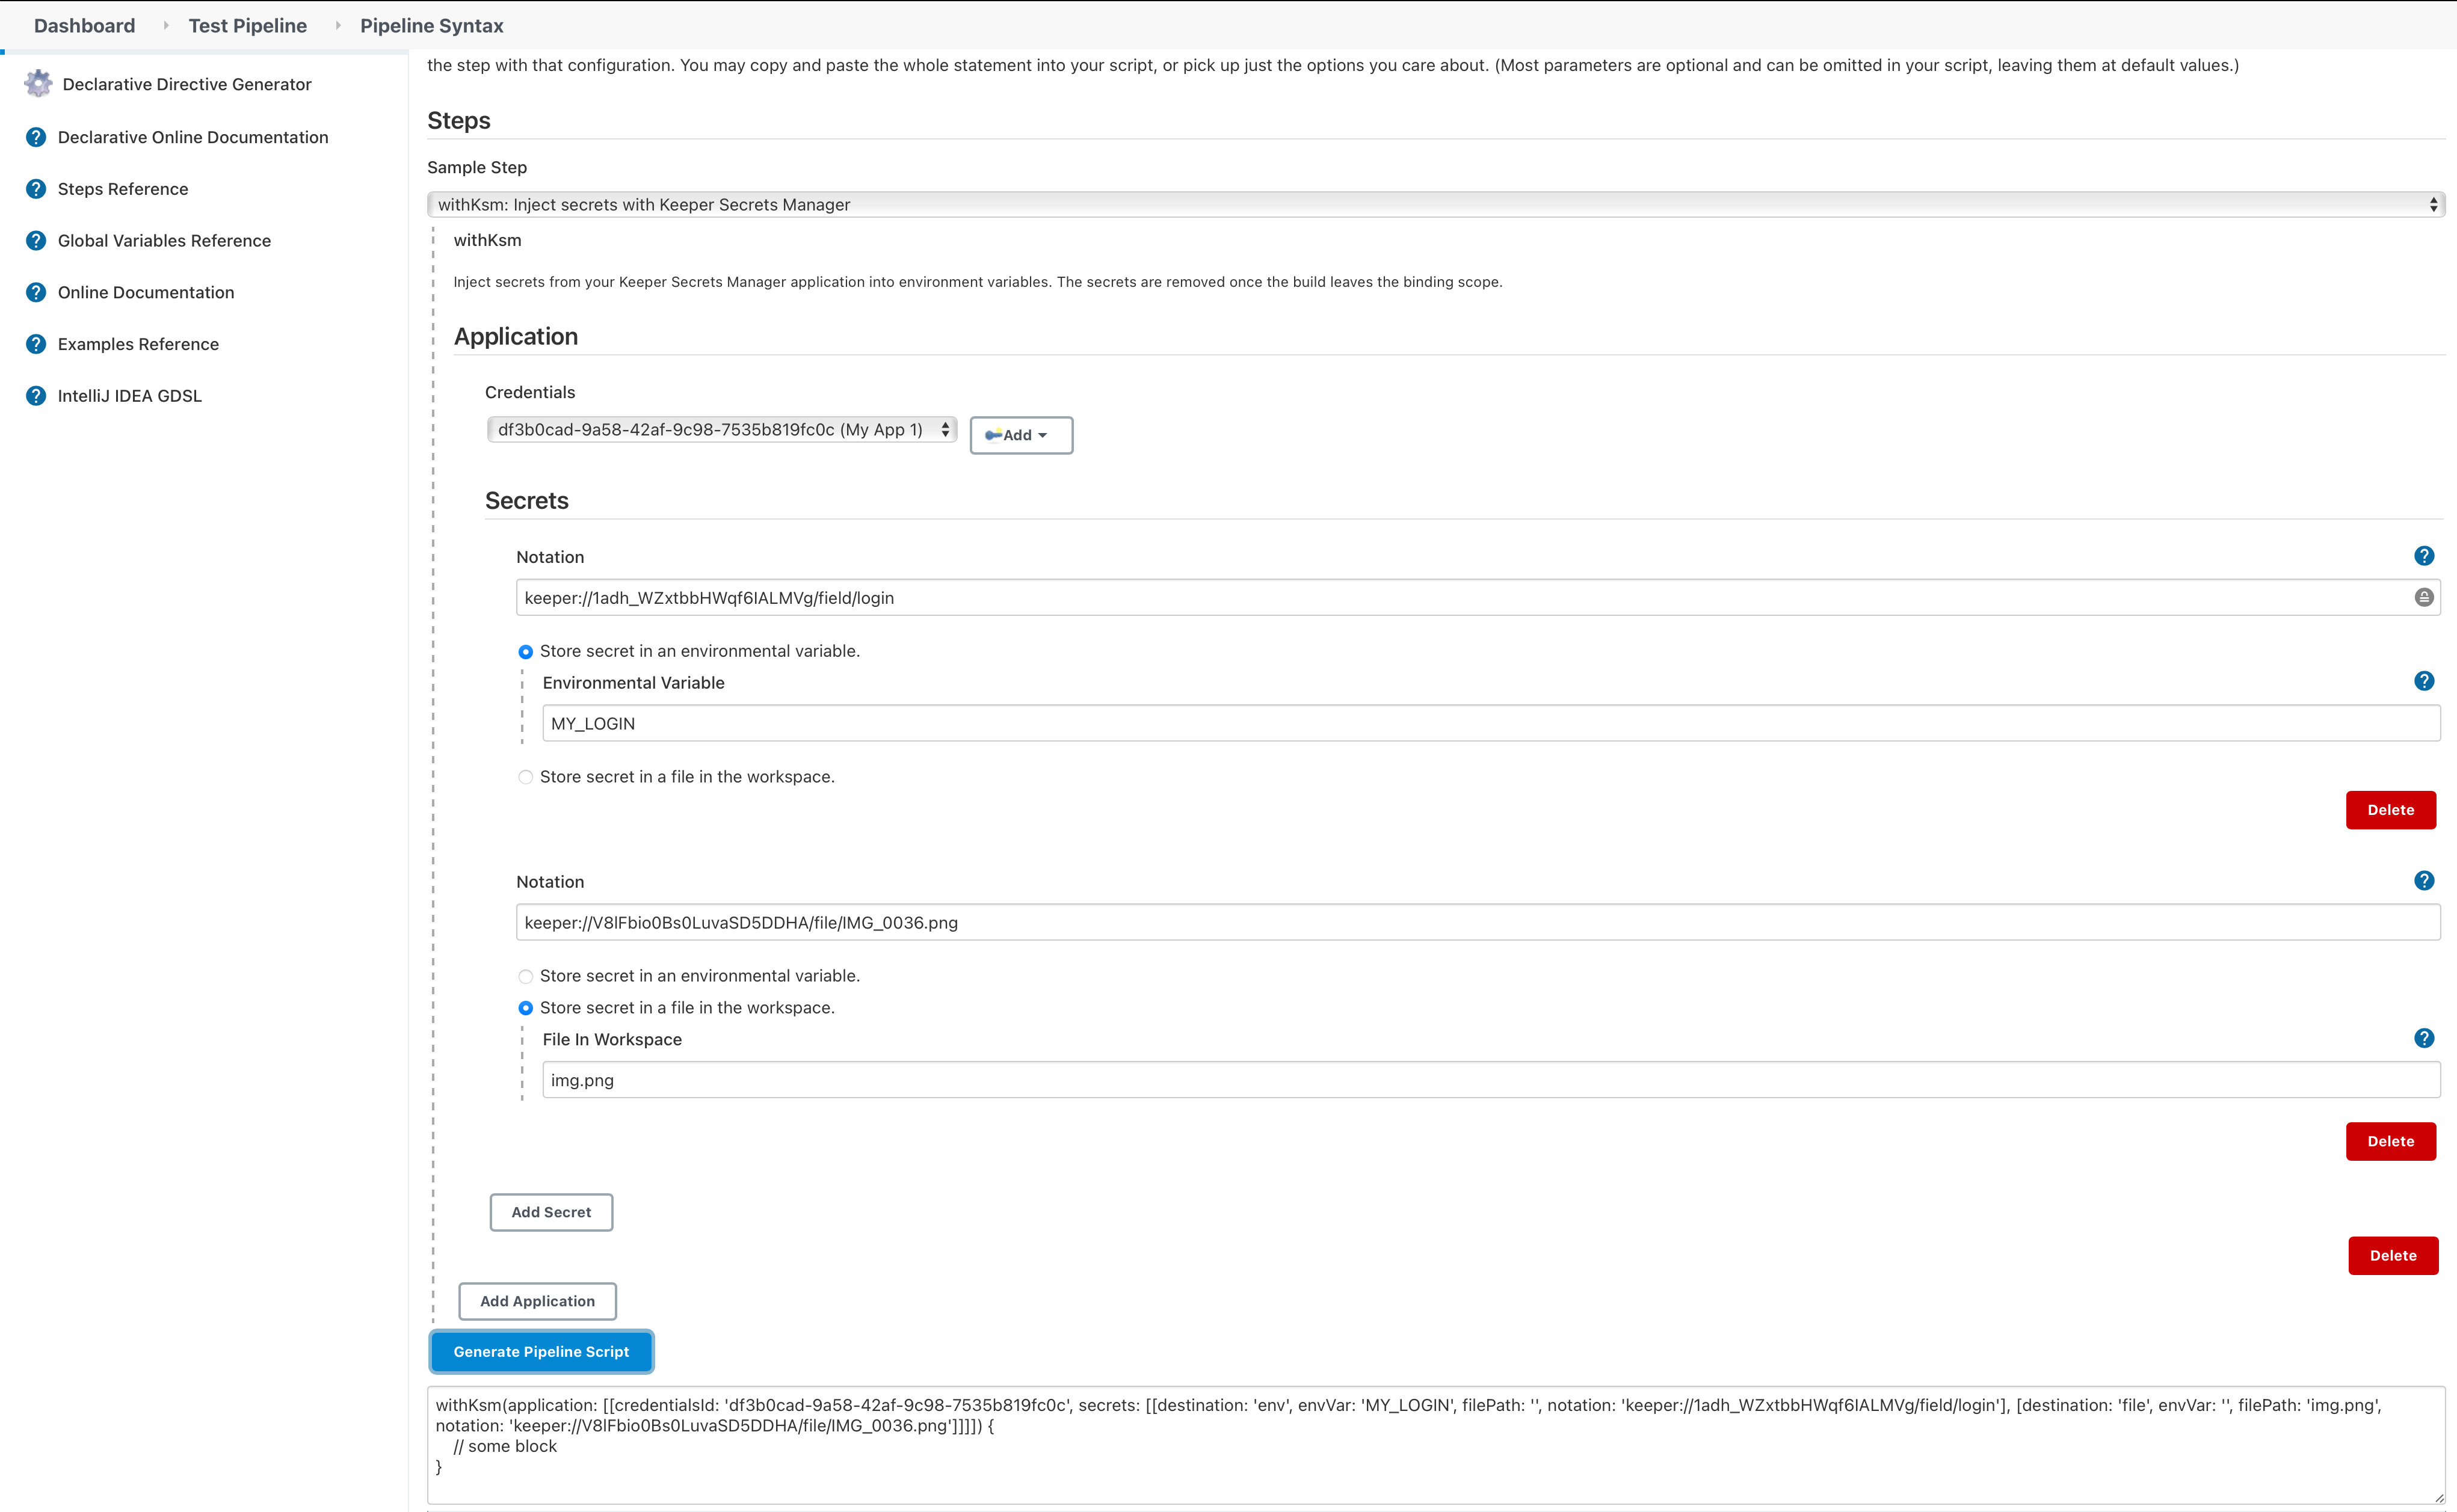 Dashboard
Test Pipeline
Pipeline Syntax
Declarative Directive Generator
Declarative Online Documentation
Steps Reference
Global Variables Reference
Online Documentation
Examples Reference
IntelliJ IDEA GDSL
the step with that configuration. You may copy and paste the whole statement into your script, or pick up just the options you care about. (Most parameters are optional and can be omitted in your script, leaving them at default values.)
Steps
Sample Step
withKsm: Inject secrets with Keeper Secrets Manager
withKsm
Inject secrets from your Keeper Secrets Manager application into environment variables. The secrets are removed once the build leaves the binding scope.
Application
Credentials
df3b0cad-9a58-42af-9c98-7535b819fc0c (My App 1)
Add
Secrets
Notation
keeper://1adh_WZxtbbHWqf6IALMVg/field/login
Store secret in an environmental variable.
Environmental Variable
MY_LOGIN
Store secret in a file in the workspace.
Delete
Notation
keeper://V8lFbio0Bs0LuvaSD5DDHA/file/IMG_0036.png
Store secret in an environmental variable.
Store secret in a file in the workspace.
File In Workspace
img.png
Delete
Add Secret
Delete
Add Application
Generate Pipeline Script
withKsm(application: [[credentialsId: 'df3b0cad-9a58-42af-9c98-7535b819fc0c', secrets: [[destination: 'env', envVar: 'MY_LOGIN', filePath: '', notation: 'keeper://1adh_WZxtbbHWqf6IALMVg/field/login'], [destination: 'file', envVar: '', filePath: 'img.png',
notation: 'keeper://V8lFbio0Bs0LuvaSD5DDHA/file/IMG_0036.png']]]]) {
// some block
}